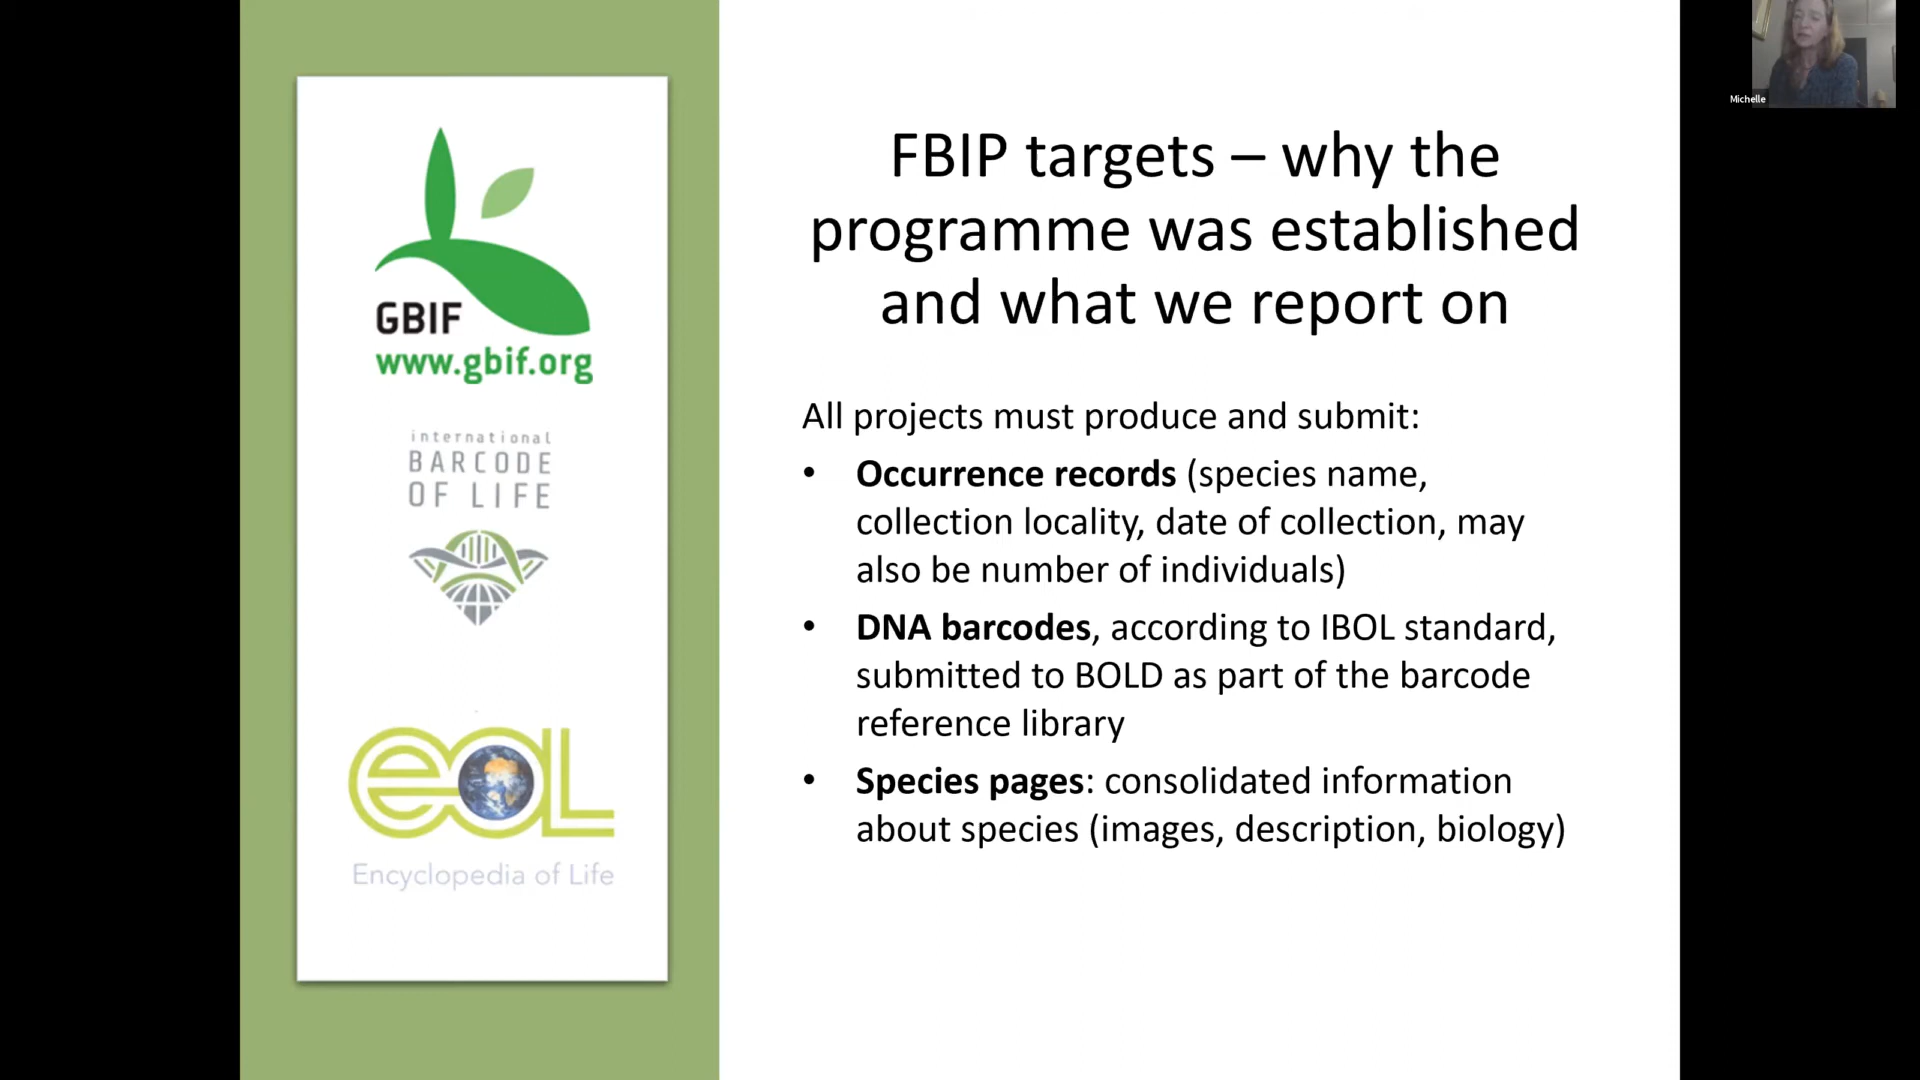 GBIF
www.gbif.org
international
BARCODE
OF LIFE
eOL
Encyclopedia of Life
FBIP targets – why the
programme was established
and what we report on
All projects must produce and submit:
• Occurrence records (species name,
collection locality, date of collection, may
also be number of individuals)
• DNA barcodes, according to IBOL standard,
submitted to BOLD as part of the barcode
reference library
• Species pages: consolidated information
about species (images, description, biology)
Michelle